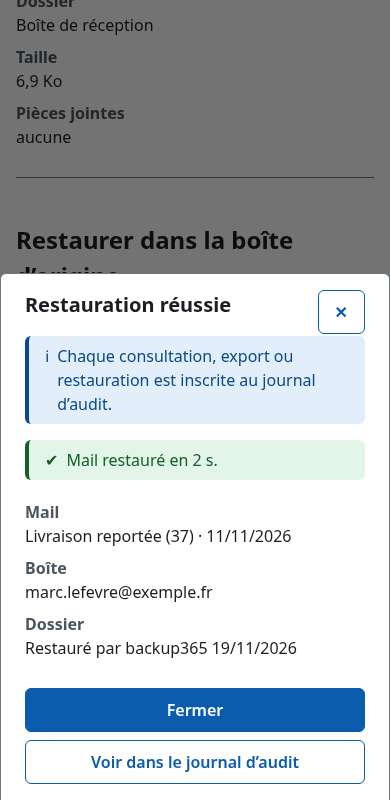 Dossier
Boîte de réception
Taille
6,9 Ko
Pièces jointes
aucune
Restaurer dans la boîte
d’origine
Restauration réussie
×
i Chaque consultation, export ou
restauration est inscrite au journal
d’audit.
✔ Mail restauré en 2 s.
Mail
Livraison reportée (37) · 11/11/2026
Boîte
marc.lefevre@exemple.fr
Dossier
Restauré par backup365 19/11/2026
Fermer
Voir dans le journal d’audit